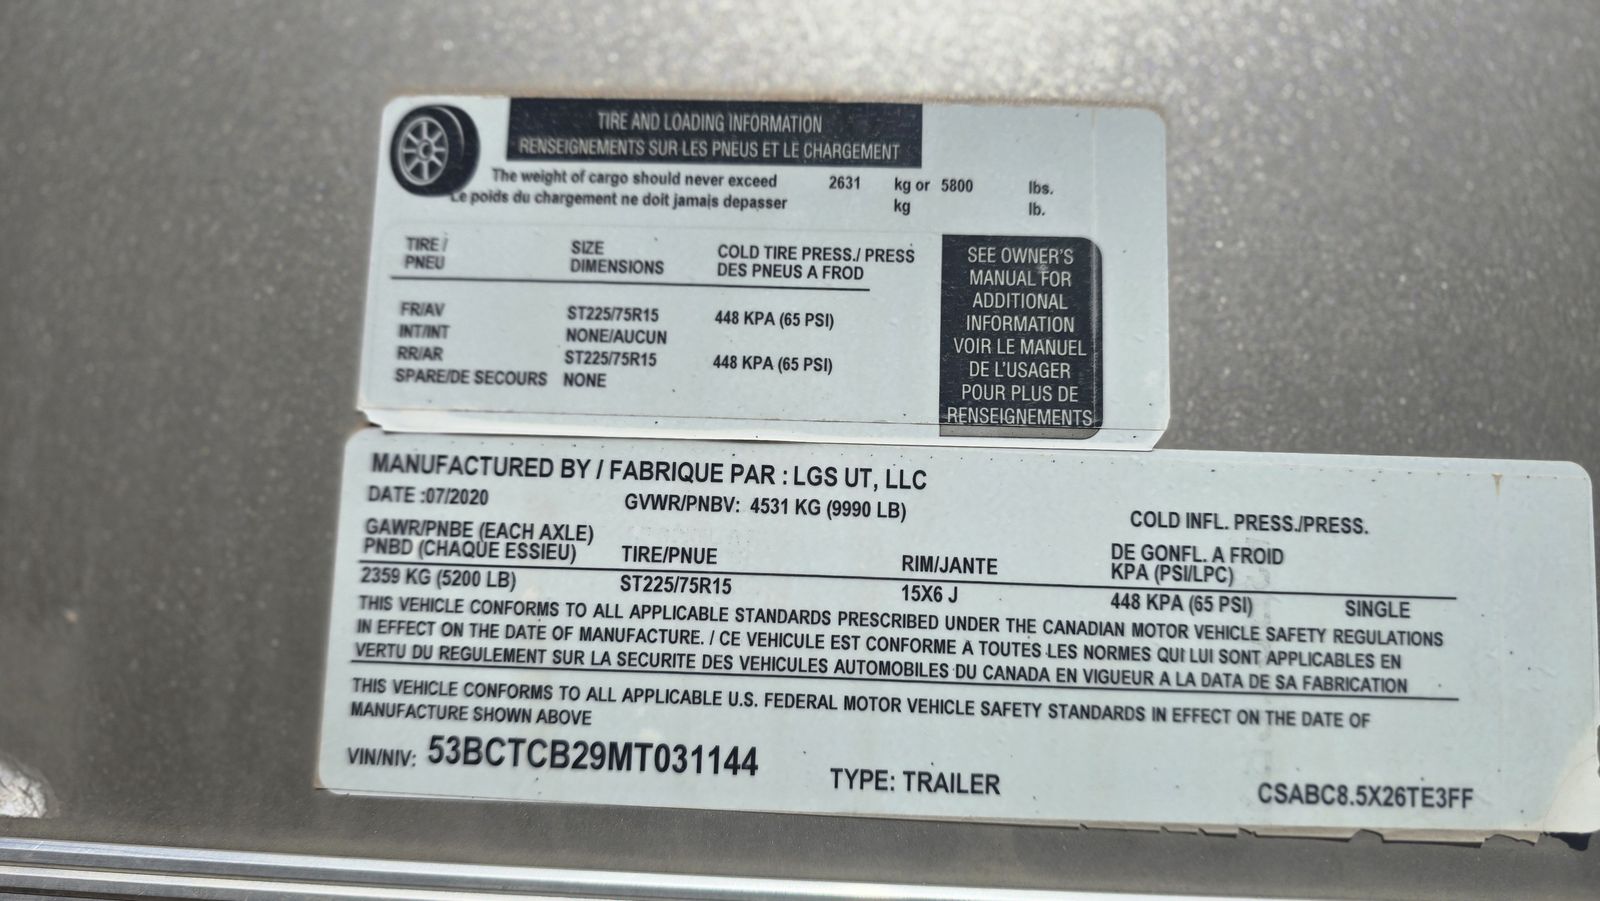 TIRE AND LOADING INFORMATION
RENSEIGNEMENTS SUR LES PNEUS ET LE CHARGEMENT
The weight of cargo should never exceed 2631 kg or 5800 lbs.
Le poids du chargement ne doit jamais depasser kg lb.
TIRE / SIZE COLD TIRE PRESS./ PRESS
PNEU DIMENSIONS DES PNEUS A FROD
FR/AV ST225/75R15 448 KPA (65 PSI)
INT/INT NONE/AUCUN
RR/AR ST225/75R15 448 KPA (65 PSI)
SPARE/DE SECOURS NONE
SEE OWNER'S
MANUAL FOR
ADDITIONAL
INFORMATION
VOIR LE MANUEL
DE L'USAGER
POUR PLUS DE
RENSEIGNEMENTS
MANUFACTURED BY / FABRIQUE PAR : LGS UT, LLC
DATE :07/2020 GVWR/PNBV: 4531 KG (9990 LB)
GAWR/PNBE (EACH AXLE) COLD INFL. PRESS./PRESS.
PNBD (CHAQUE ESSIEU) TIRE/PNUE RIM/JANTE DE GONFL. A FROID
KPA (PSI/LPC)
2359 KG (5200 LB) ST225/75R15 15X6 J 448 KPA (65 PSI) SINGLE
THIS VEHICLE CONFORMS TO ALL APPLICABLE STANDARDS PRESCRIBED UNDER THE CANADIAN MOTOR VEHICLE SAFETY REGULATIONS
IN EFFECT ON THE DATE OF MANUFACTURE. / CE VEHICULE EST CONFORME A TOUTES LES NORMES QUI LUI SONT APPLICABLES EN
VERTU DU REGULEMENT SUR LA SECURITE DES VEHICULES AUTOMOBILES DU CANADA EN VIGUEUR A LA DATA DE SA FABRICATION
THIS VEHICLE CONFORMS TO ALL APPLICABLE U.S. FEDERAL MOTOR VEHICLE SAFETY STANDARDS IN EFFECT ON THE DATE OF
MANUFACTURE SHOWN ABOVE
VIN/NIV: 53BCTCB29MT031144 TYPE: TRAILER CSABC8.5X26TE3FF